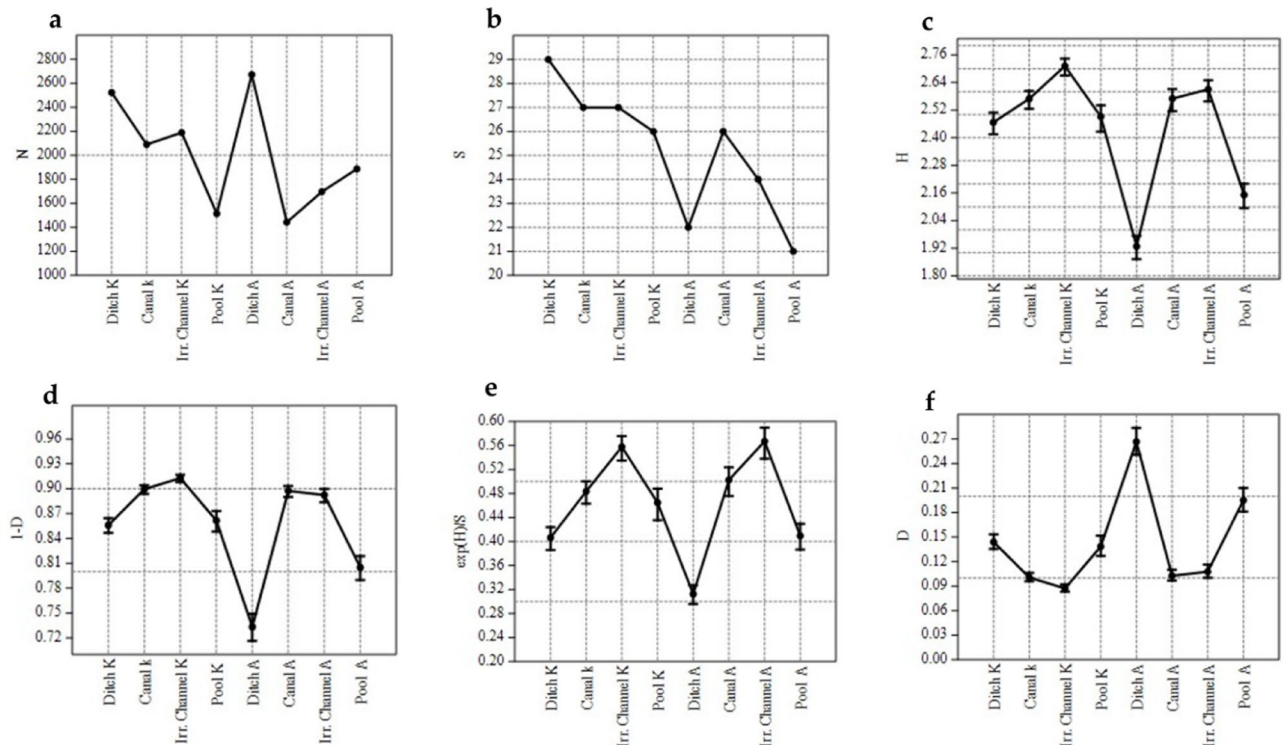 a
N
2800
2600
2400
2200
2000
1800
1600
1400
1200
1000
Ditch K
Canal k
Irr. Channel K
Pool K
Ditch A
Canal A
Irr. Channel A
Pool A
b
S
29
28
27
26
25
24
23
22
21
20
Ditch K
Canal k
Irr. Channel K
Pool K
Ditch A
Canal A
Irr. Channel A
Pool A
c
H
2.76
2.64
2.52
2.40
2.28
2.16
2.04
1.92
1.80
Ditch K
Canal k
Irr. Channel K
Pool K
Ditch A
Canal A
Irr. Channel A
Pool A
d
1-D
0.96
0.93
0.90
0.87
0.84
0.81
0.78
0.75
0.72
Ditch K
Canal k
Irr. Channel K
Pool K
Ditch A
Canal A
Irr. Channel A
Pool A
e
exp(H)/S
0.60
0.56
0.52
0.48
0.44
0.40
0.36
0.32
0.28
0.24
0.20
Ditch K
Canal k
Irr. Channel K
Pool K
Ditch A
Canal A
Irr. Channel A
Pool A
f
D
0.27
0.24
0.21
0.18
0.15
0.12
0.09
0.06
0.03
0.00
Ditch K
Canal k
Irr. Channel K
Pool K
Ditch A
Canal A
Irr. Channel A
Pool A